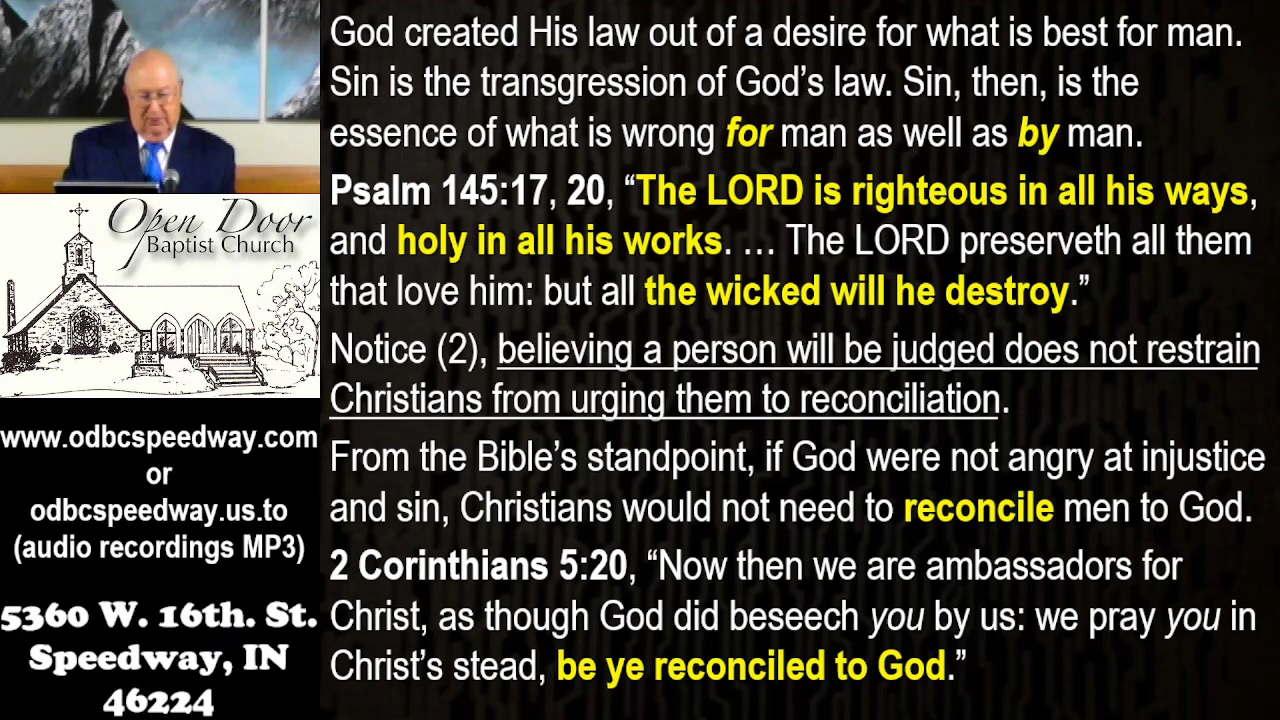 God created His law out of a desire for what is best for man.
Sin is the transgression of God’s law. Sin, then, is the
essence of what is wrong for man as well as by man.
Psalm 145:17, 20, “The LORD is righteous in all his ways,
and holy in all his works. … The LORD preserveth all them
that love him: but all the wicked will he destroy.”
Notice (2), believing a person will be judged does not restrain
Christians from urging them to reconciliation.
From the Bible’s standpoint, if God were not angry at injustice
and sin, Christians would not need to reconcile men to God.
2 Corinthians 5:20, “Now then we are ambassadors for
Christ, as though God did beseech you by us: we pray you in
Christ’s stead, be ye reconciled to God.”
Open Door
Baptist Church
www.odbcspeedway.com
or
odbcspeedway.us.to
(audio recordings MP3)
5360 W. 16th. St.
Speedway, IN
46224